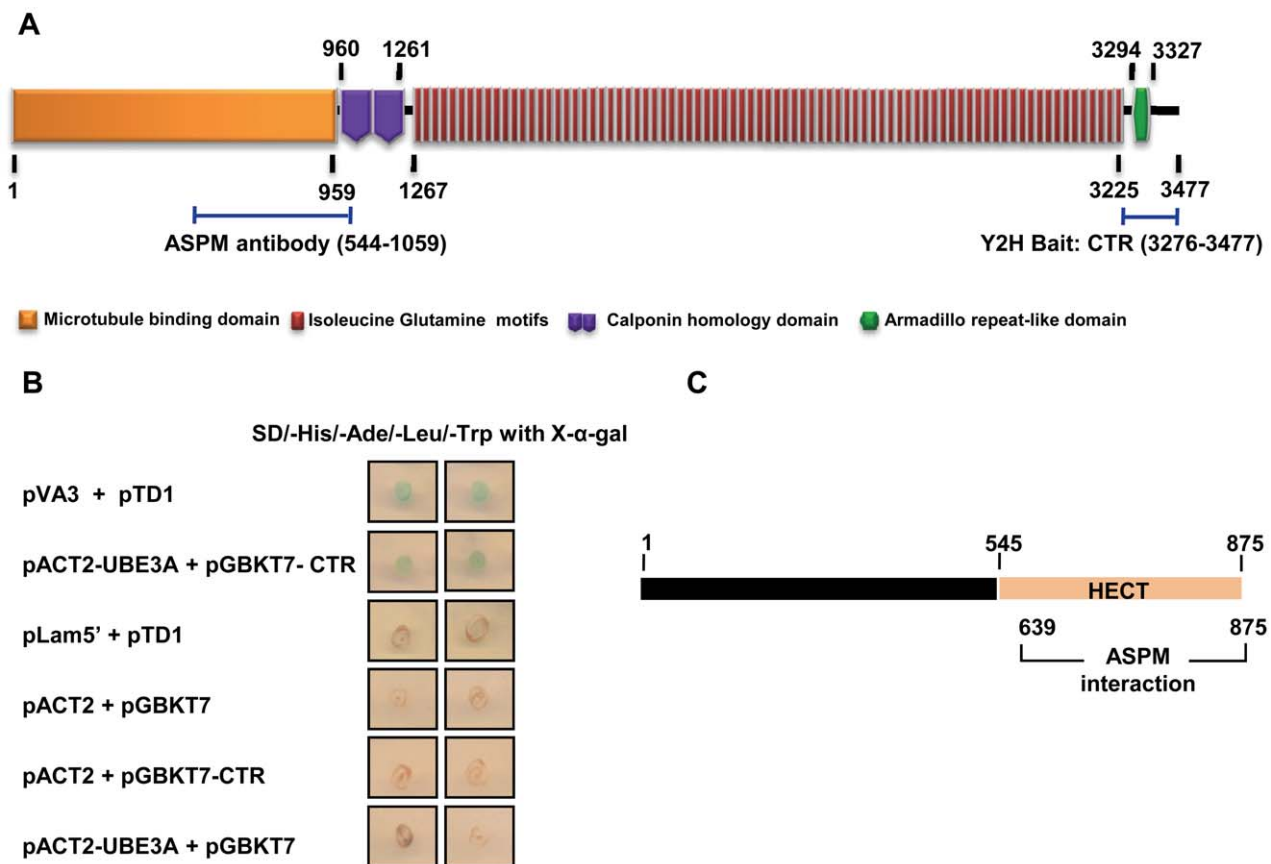 A
960 1261 3294 3327
1 959 1267 3225 3477
ASPM antibody (544-1059) Y2H Bait: CTR (3276-3477)
Microtubule binding domain Isoleucine Glutamine motifs Calponin homology domain Armadillo repeat-like domain
B
SD/-His/-Ade/-Leu/-Trp with X-α-gal
pVA3 + pTD1
pACT2-UBE3A + pGBKT7- CTR
pLam5’ + pTD1
pACT2 + pGBKT7
pACT2 + pGBKT7-CTR
pACT2-UBE3A + pGBKT7
C
1 545 875
HECT
639 875
ASPM
interaction